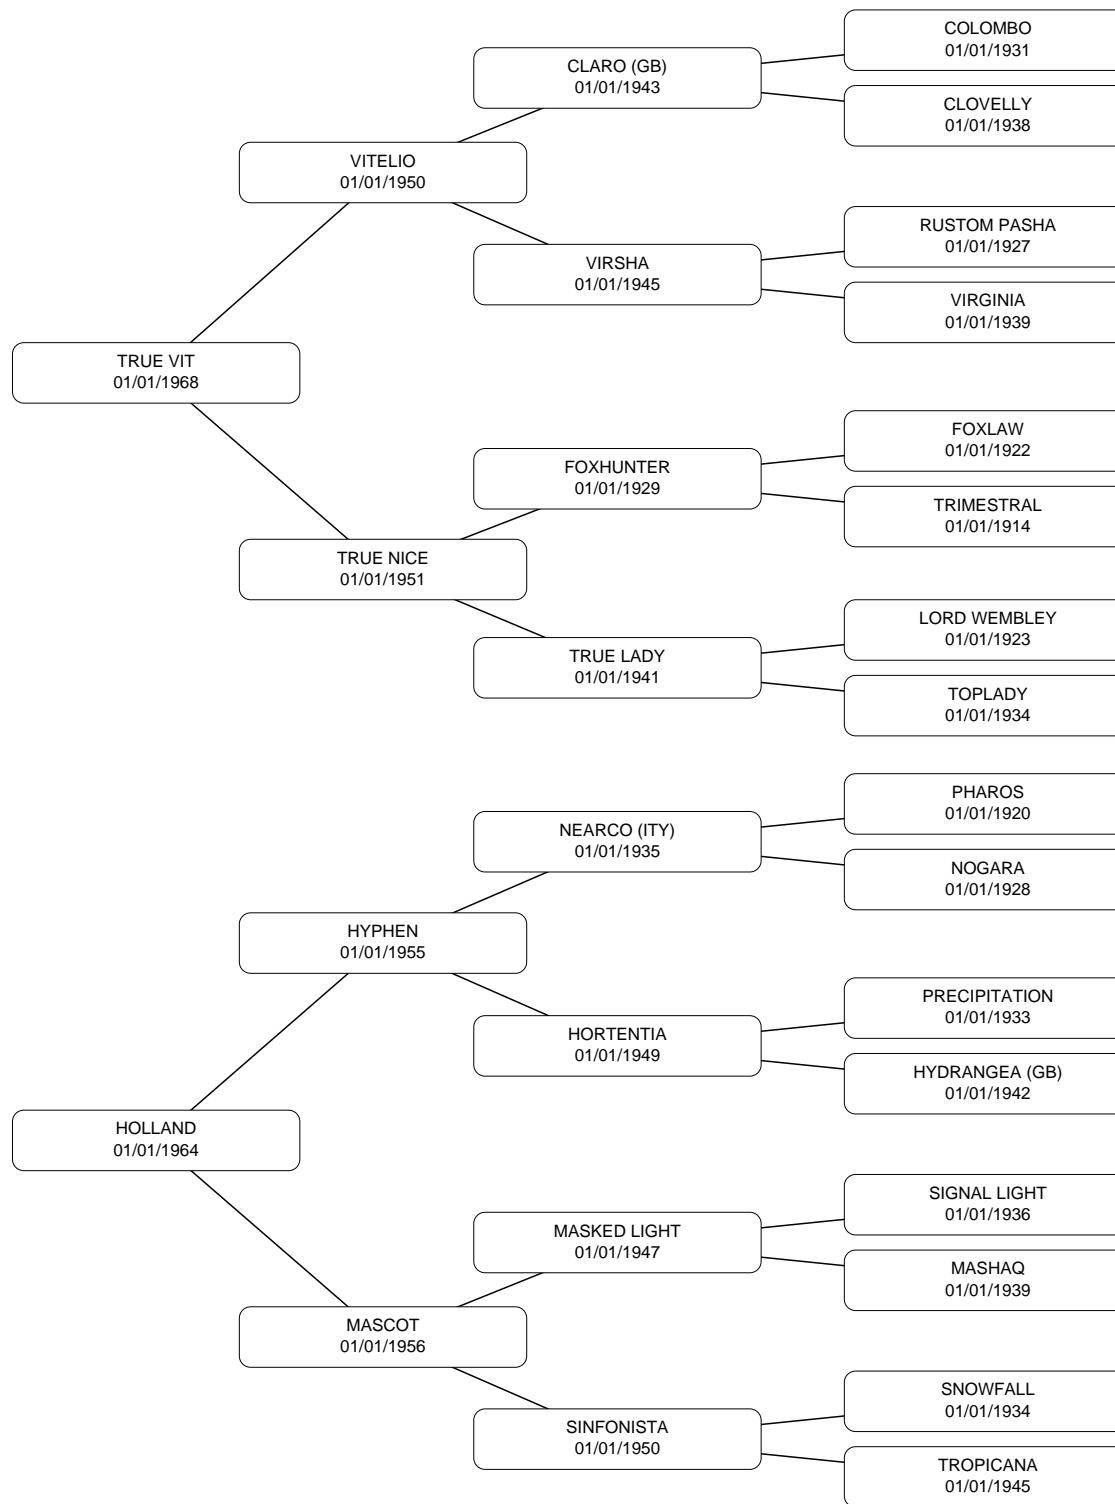 COLOMBO
01/01/1931
CLARO (GB)
01/01/1943
CLOVELLY
01/01/1938
VITELIO
01/01/1950
RUSTOM PASHA
01/01/1927
VIRSHA
01/01/1945
VIRGINIA
01/01/1939
TRUE VIT
01/01/1968
FOXLAW
01/01/1922
FOXHUNTER
01/01/1929
TRIMESTRAL
01/01/1914
TRUE NICE
01/01/1951
LORD WEMBLEY
01/01/1923
TRUE LADY
01/01/1941
TOPLADY
01/01/1934
PHAROS
01/01/1920
NEARCO (ITY)
01/01/1935
NOGARA
01/01/1928
HYPHEN
01/01/1955
PRECIPITATION
01/01/1933
HORTENTIA
01/01/1949
HYDRANGEA (GB)
01/01/1942
HOLLAND
01/01/1964
SIGNAL LIGHT
01/01/1936
MASKED LIGHT
01/01/1947
MASHAQ
01/01/1939
MASCOT
01/01/1956
SNOWFALL
01/01/1934
SINFONISTA
01/01/1950
TROPICANA
01/01/1945